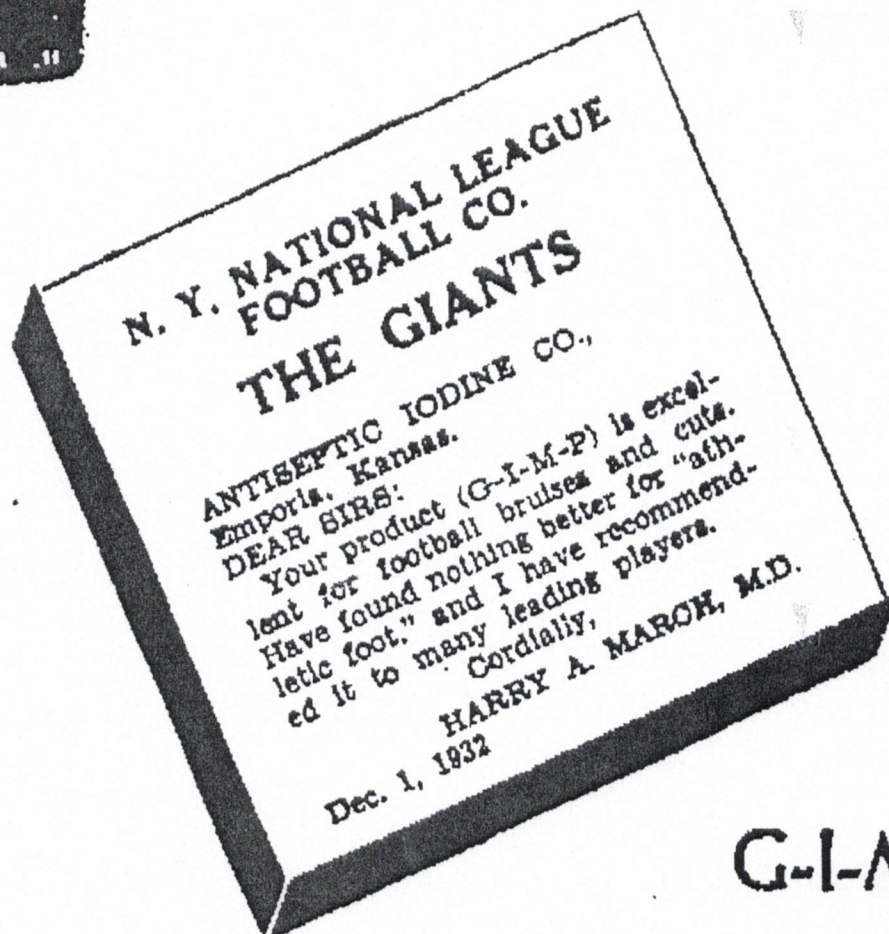 N. Y. NATIONAL LEAGUE
FOOTBALL CO.
THE GIANTS
ANTISEPTIC IODINE CO.,
Emporia, Kansas.
DEAR SIRS:
Your product (G-I-M-P) is excel-
lent for football bruises and cuts.
Have found nothing better for "ath-
letic foot," and I have recommend-
ed it to many leading players.
Cordially,
HARRY A. MARCH, M.D.
Dec. 1, 1932
G-I-